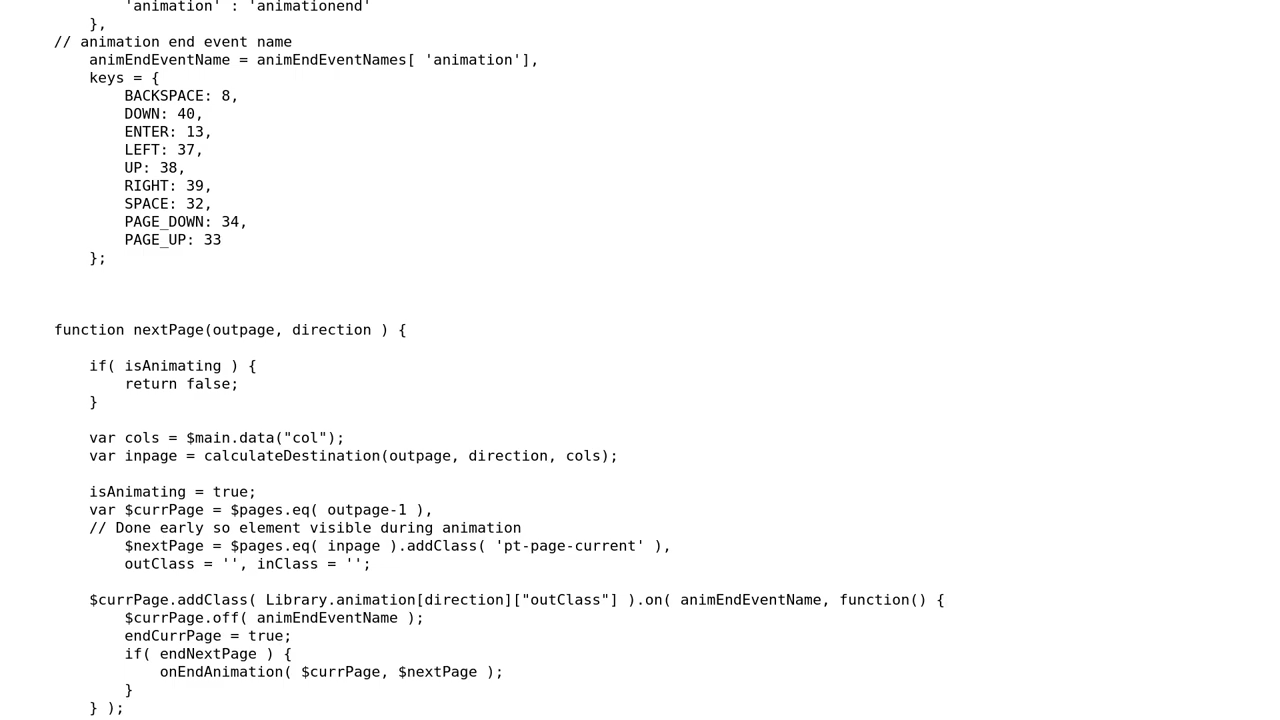 'animation' : 'animationend'
},
// animation end event name
animEndEventName = animEndEventNames[ 'animation'],
keys = {
BACKSPACE: 8,
DOWN: 40,
ENTER: 13,
LEFT: 37,
UP: 38,
RIGHT: 39,
SPACE: 32,
PAGE_DOWN: 34,
PAGE_UP: 33
};
function nextPage(outpage, direction ) {
if( isAnimating ) {
return false;
}
var cols = $main.data("col");
var inpage = calculateDestination(outpage, direction, cols);
isAnimating = true;
var $currPage = $pages.eq( outpage-1 ),
// Done early so element visible during animation
$nextPage = $pages.eq( inpage ).addClass( 'pt-page-current' ),
outClass = '', inClass = '';
$currPage.addClass( Library.animation[direction]["outClass"] ).on( animEndEventName, function() {
$currPage.off( animEndEventName );
endCurrPage = true;
if( endNextPage ) {
onEndAnimation( $currPage, $nextPage );
}
} );